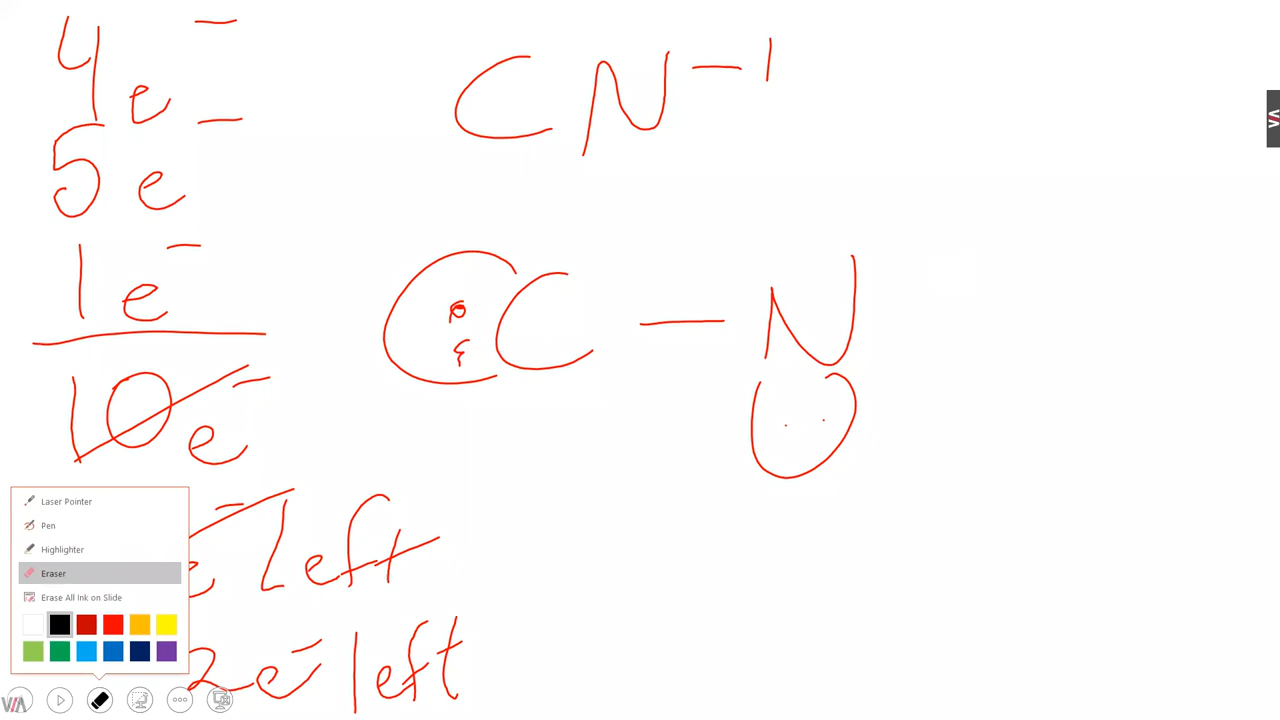 4e⁻
5e⁻
1e⁻
10e⁻
e⁻ left
2e⁻ left
CN⁻¹
C — N
Laser Pointer
Pen
Highlighter
Eraser
Erase All Ink on Slide
VIA